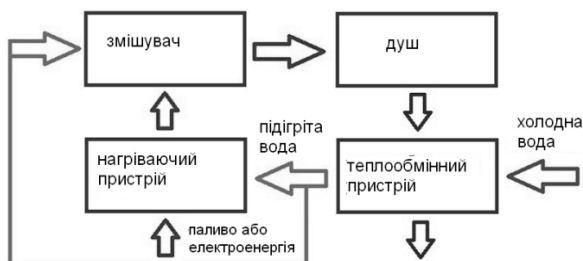 змішувач
душ
підігріта
вода
холодна
вода
нагріваючий
пристрій
теплообмінний
пристрій
паливо або
електроенергія